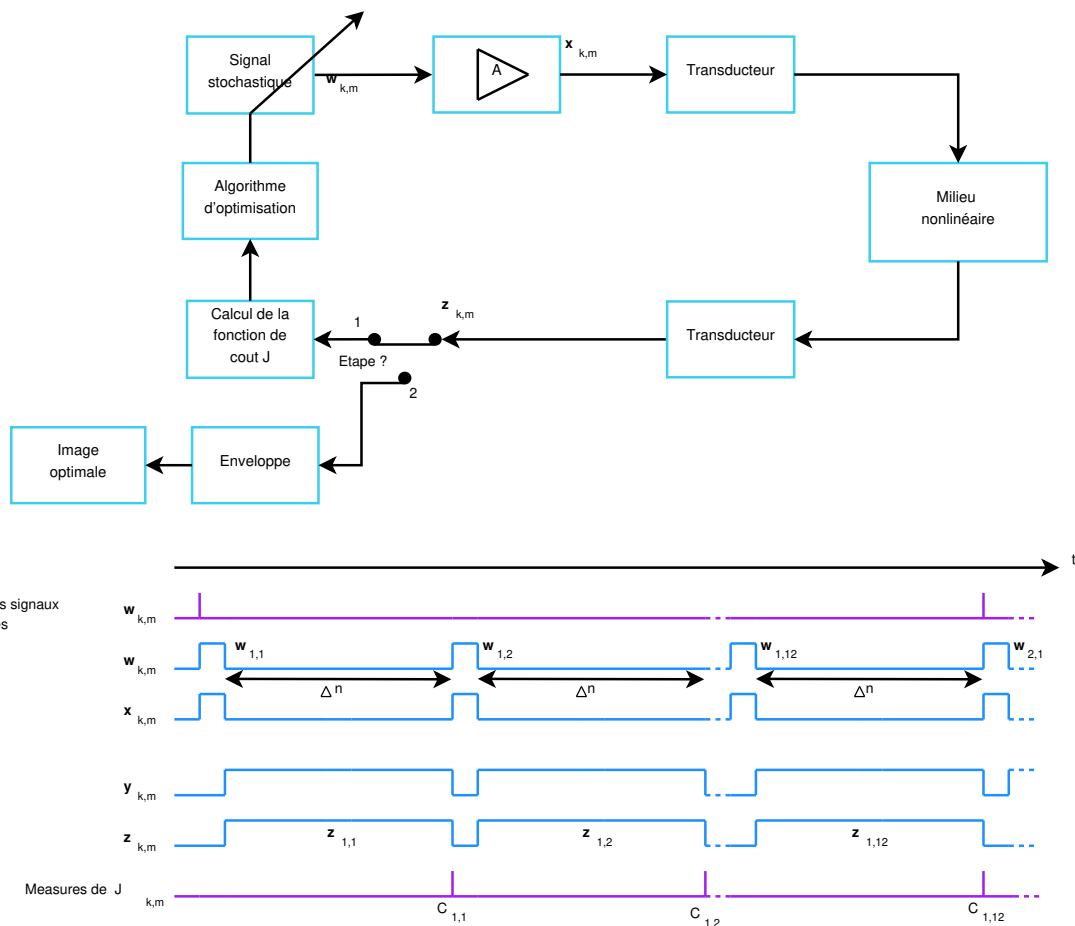 Signal
stochastique
w k,m
A
x k,m
Transducteur
Algorithme
d'optimisation
Milieu
nonlinéaire
Calcul de la
fonction de
cout J
1
z k,m
Etape ?
2
Transducteur
Image
optimale
Enveloppe
t
s signaux
w k,m
w k,m
w 1,1
w 1,2
w 1,12
w 2,1
△n
△n
△n
x k,m
y k,m
z k,m
z 1,1
z 1,2
z 1,12
Measures de J k,m
C 1,1
C 1,2
C 1,12